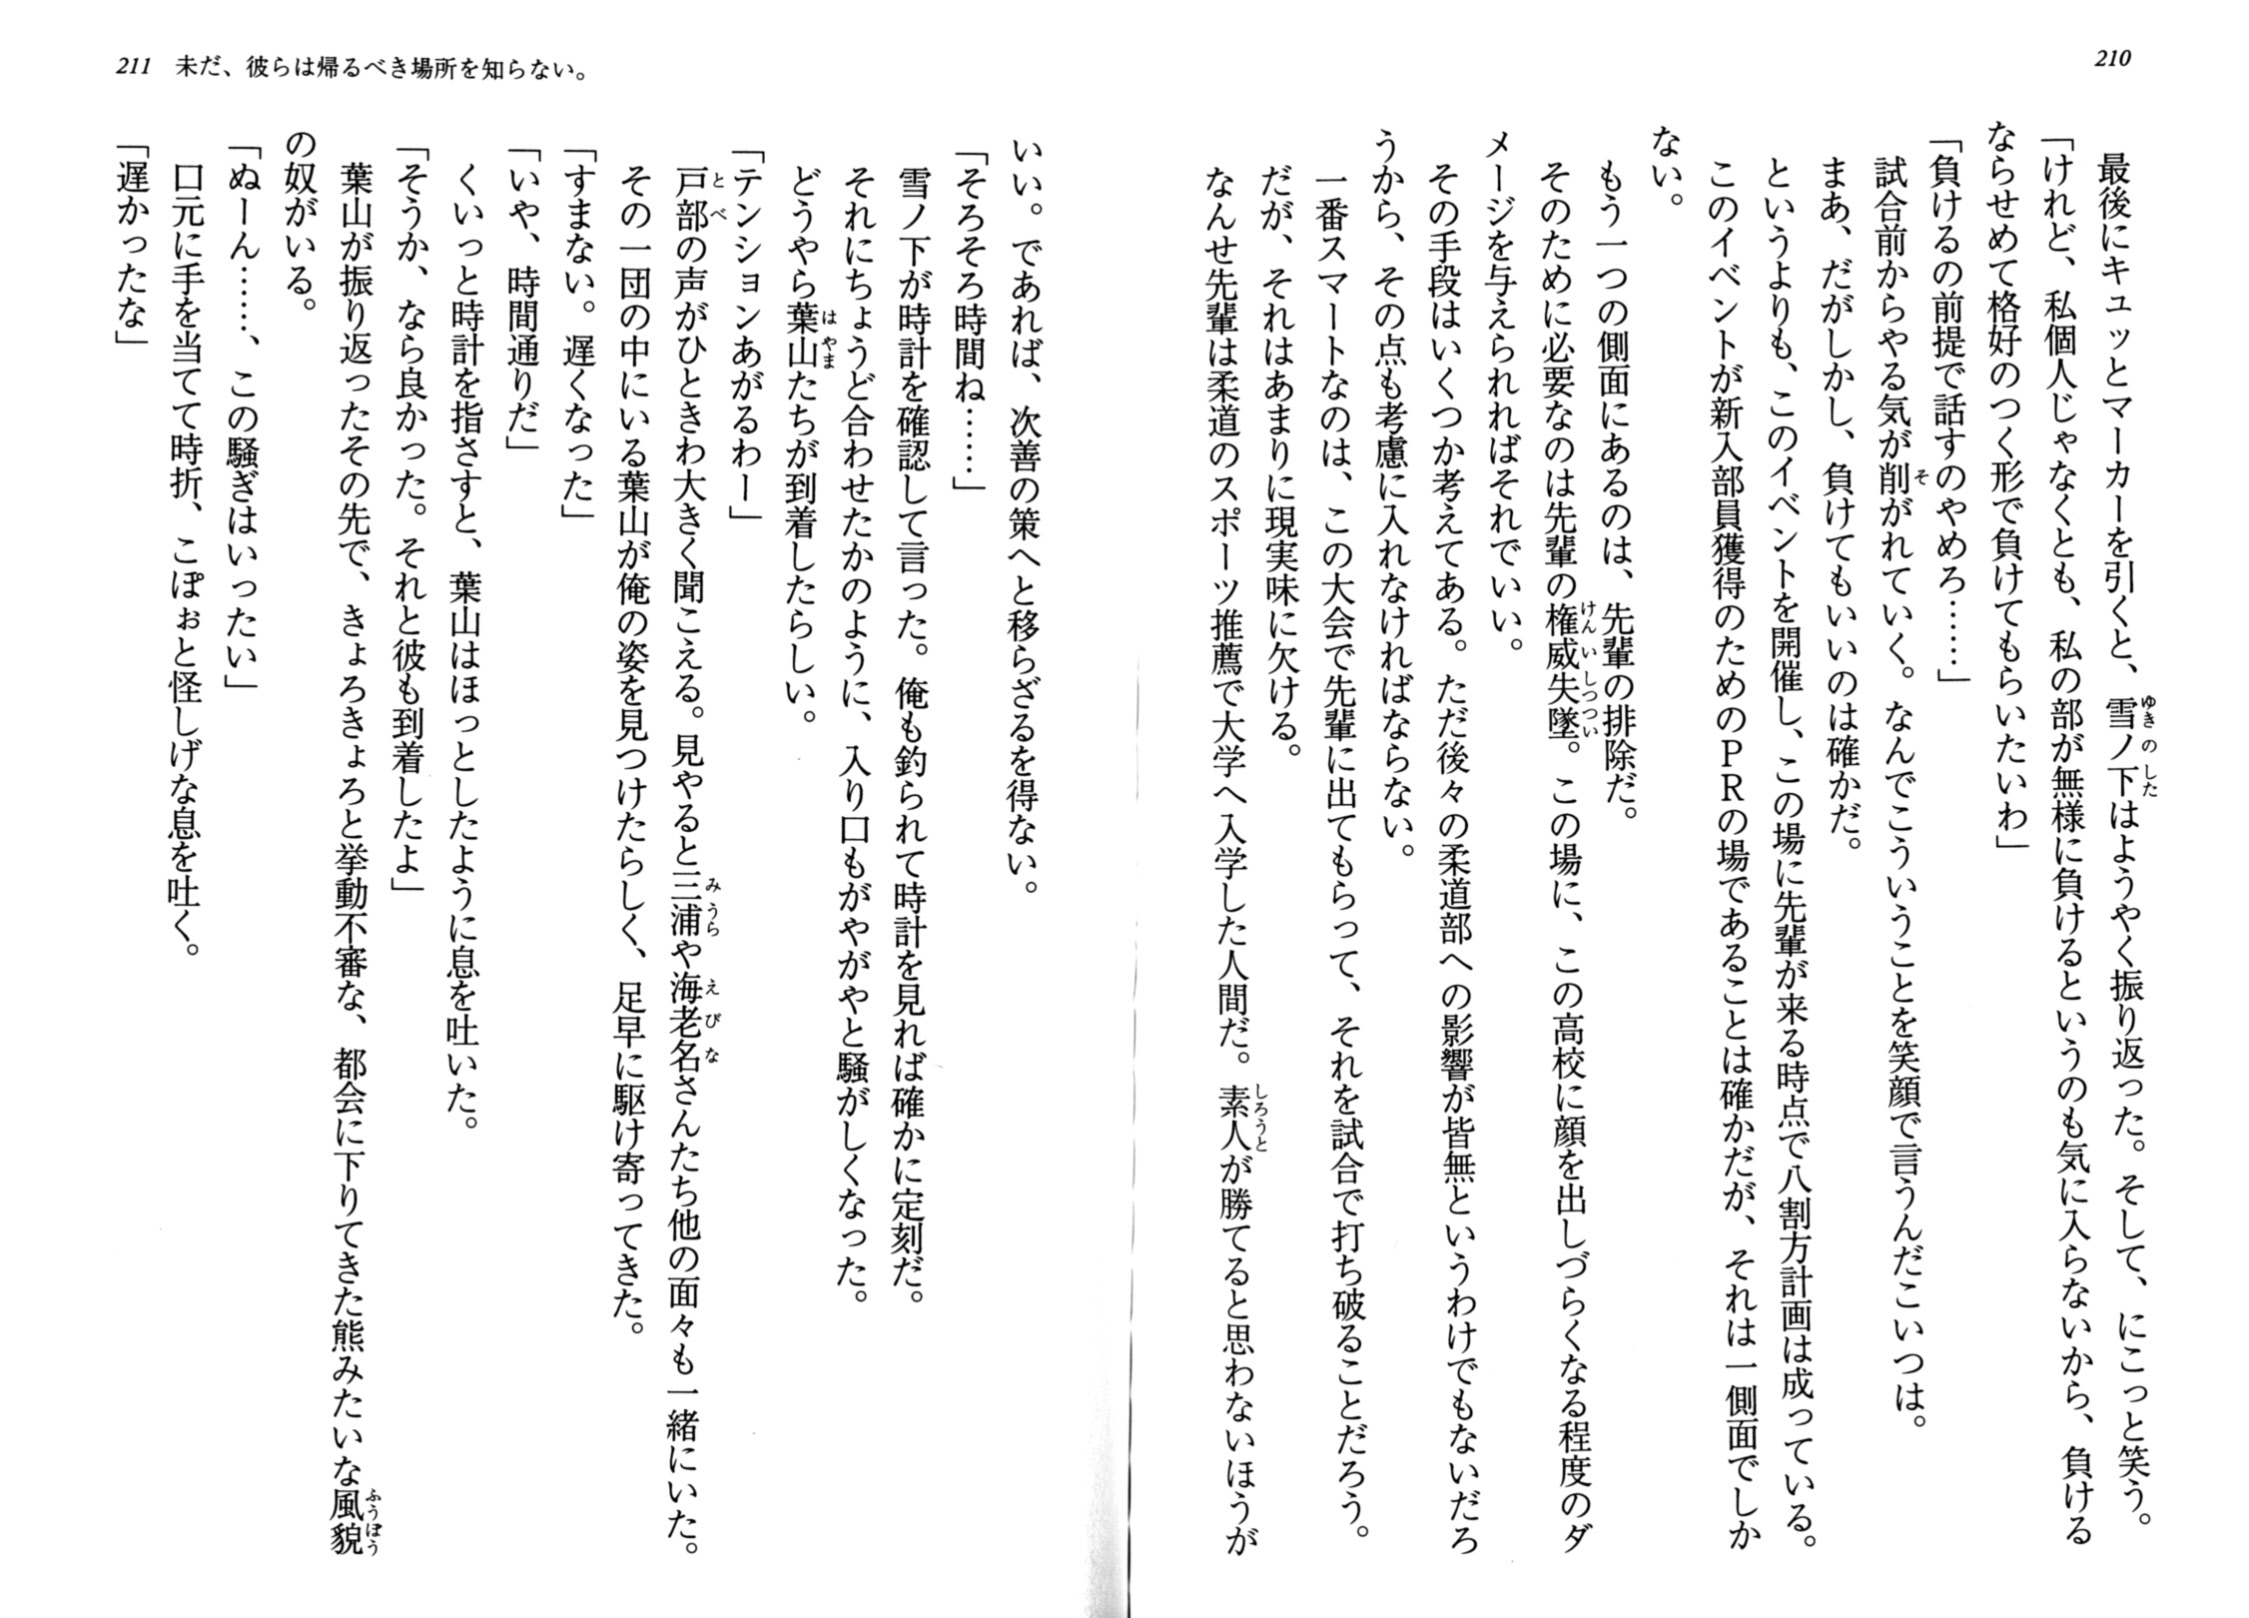 210
最後にキュッとマーカーを引くと、雪ノ下はようやく振り返った。そして、にこっと笑う。
「けれど、私個人じゃなくとも、私の部が無様に負けるというのも気に入らないから、負ける
ならせめて格好のつく形で負けてもらいたいわ」
「負けるの前提で話すのやめろ……」
試合前からやる気が削がれていく。なんでこういうことを笑顔で言うんだこいつは。
まあ、だがしかし、負けてもいいのは確かだ。
というよりも、このイベントを開催し、この場に先輩が来る時点で八割方計画は成っている。
このイベントが新入部員獲得のためのPRの場であることは確かだが、それは一側面でしか
ない。
もう一つの側面にあるのは、先輩の排除だ。
そのために必要なのは先輩の権威失墜。この場に、この高校に顔を出しづらくなる程度のダ
メージを与えられればそれでいい。
その手段はいくつか考えてある。ただ後々の柔道部への影響が皆無というわけでもないだろ
うから、その点も考慮に入れなければならない。
一番スマートなのは、この大会で先輩に出てもらって、それを試合で打ち破ることだろう。
だが、それはあまりに現実味に欠ける。
なんせ先輩は柔道のスポーツ推薦で大学へ入学した人間だ。素人が勝てると思わないほうが
211 未だ、彼らは帰るべき場所を知らない。
いい。であれば、次善の策へと移らざるを得ない。
「そろそろ時間ね……」
雪ノ下が時計を確認して言った。俺も釣られて時計を見れば確かに定刻だ。
それにちょうど合わせたかのように、入り口もがやがやと騒がしくなった。
どうやら葉山たちが到着したらしい。
「テンションあがるわー」
戸部の声がひときわ大きく聞こえる。見やると三浦や海老名さんたち他の面々も一緒にいた。
その一団の中にいる葉山が俺の姿を見つけたらしく、足早に駆け寄ってきた。
「すまない。遅くなった」
「いや、時間通りだ」
くいっと時計を指さすと、葉山はほっとしたように息を吐いた。
「そうか、なら良かった。それと彼も到着したよ」
葉山が振り返ったその先で、きょろきょろと挙動不審な、都会に下りてきた熊みたいな風貌
の奴がいる。
「ぬーん……、この騒ぎはいったい」
口元に手を当てて時折、こぽぉと怪しげな息を吐く。
「遅かったな」